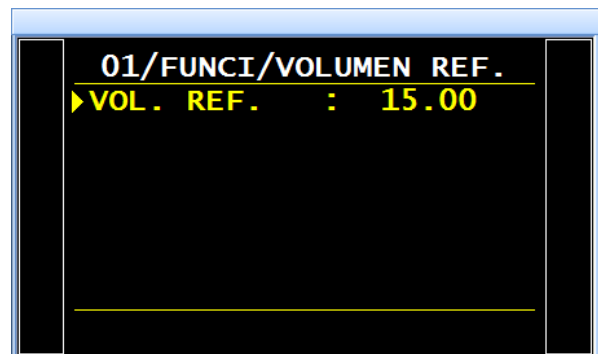 01/FUNCI/VOLUMEN REF.
VOL. REF. : 15.00